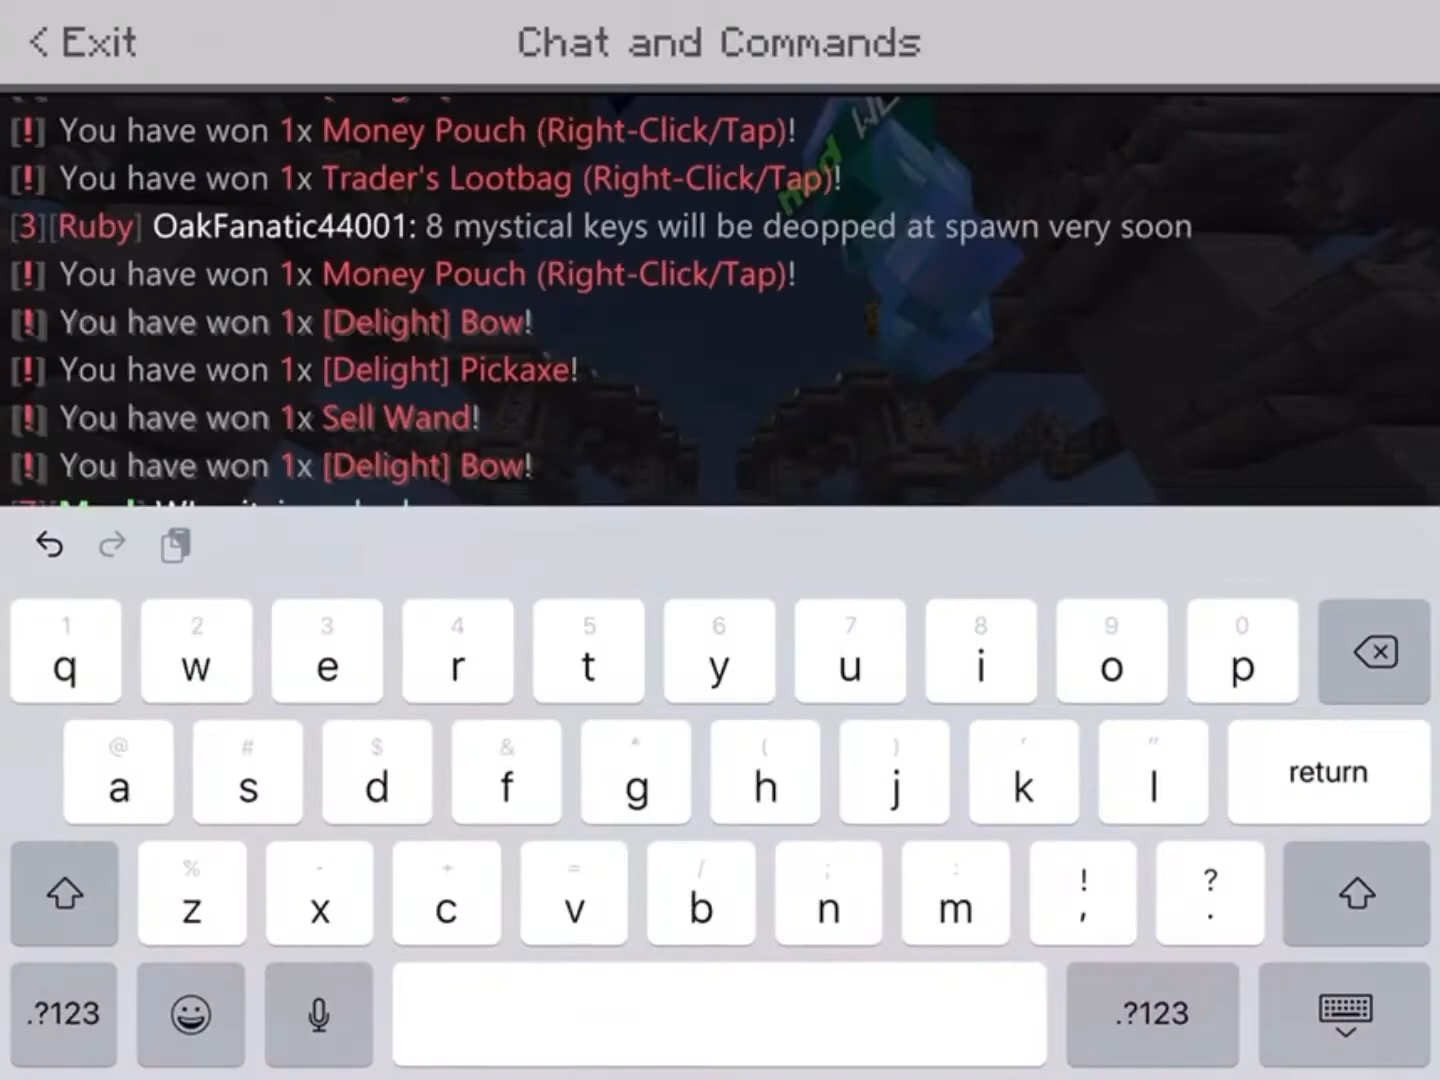 < Exit
Chat and Commands
[!] You have won 1x Money Pouch (Right-Click/Tap)!
[!] You have won 1x Trader's Lootbag (Right-Click/Tap)!
[3][Ruby] OakFanatic44001: 8 mystical keys will be deopped at spawn very soon
[!] You have won 1x Money Pouch (Right-Click/Tap)!
[!] You have won 1x [Delight] Bow!
[!] You have won 1x [Delight] Pickaxe!
[!] You have won 1x Sell Wand!
[!] You have won 1x [Delight] Bow!
1 2 3 4 5 6 7 8 9 0
q w e r t y u i o p
@ # $ & * ( ) ' "
a s d f g h j k l return
% - + = / ; : ! ?
z x c v b n m , .
.?123 .?123